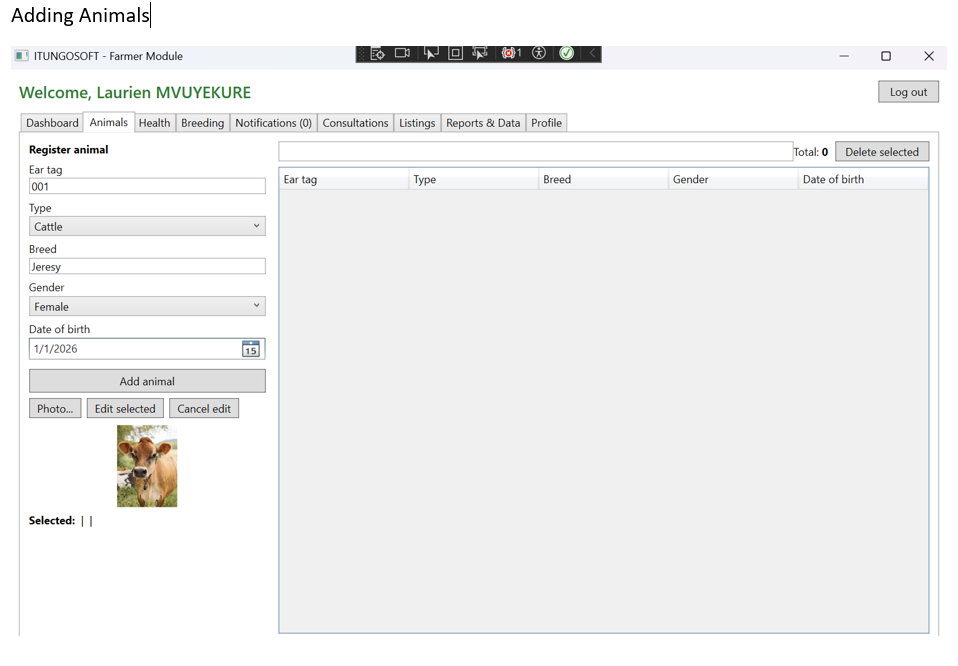 Adding Animals
ITUNGOSOFT - Farmer Module
1
Welcome, Laurien MVUYEKURE
Log out
Dashboard Animals Health Breeding Notifications (0) Consultations Listings Reports & Data Profile
Register animal
Total: 0 Delete selected
Ear tag
001
Type
Cattle
Breed
Jeresy
Gender
Female
Date of birth
1/1/2026 15
Add animal
Photo... Edit selected Cancel edit
Selected: | |
Ear tag Type Breed Gender Date of birth